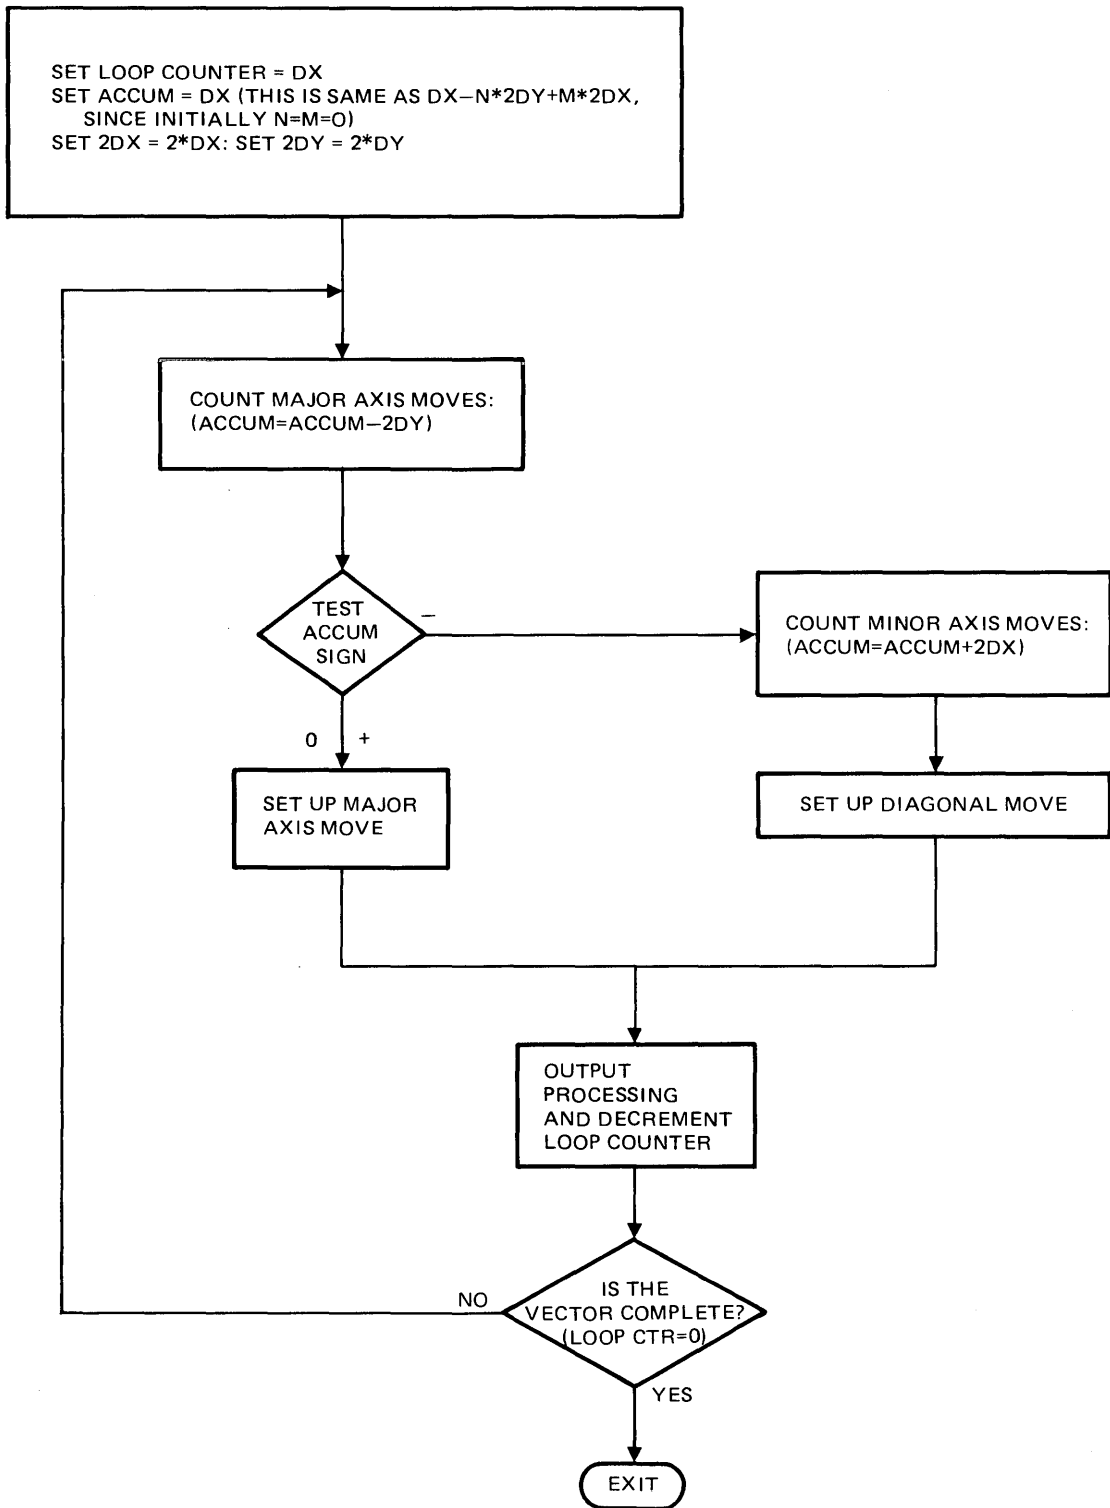 SET LOOP COUNTER = DX
SET ACCUM = DX (THIS IS SAME AS DX–N*2DY+M*2DX,
SINCE INITIALLY N=M=0)
SET 2DX = 2*DX: SET 2DY = 2*DY
COUNT MAJOR AXIS MOVES:
(ACCUM=ACCUM–2DY)
TEST
ACCUM
SIGN
–
COUNT MINOR AXIS MOVES:
(ACCUM=ACCUM+2DX)
0 +
SET UP MAJOR
AXIS MOVE
SET UP DIAGONAL MOVE
OUTPUT
PROCESSING
AND DECREMENT
LOOP COUNTER
IS THE
VECTOR COMPLETE?
(LOOP CTR=0)
NO
YES
EXIT